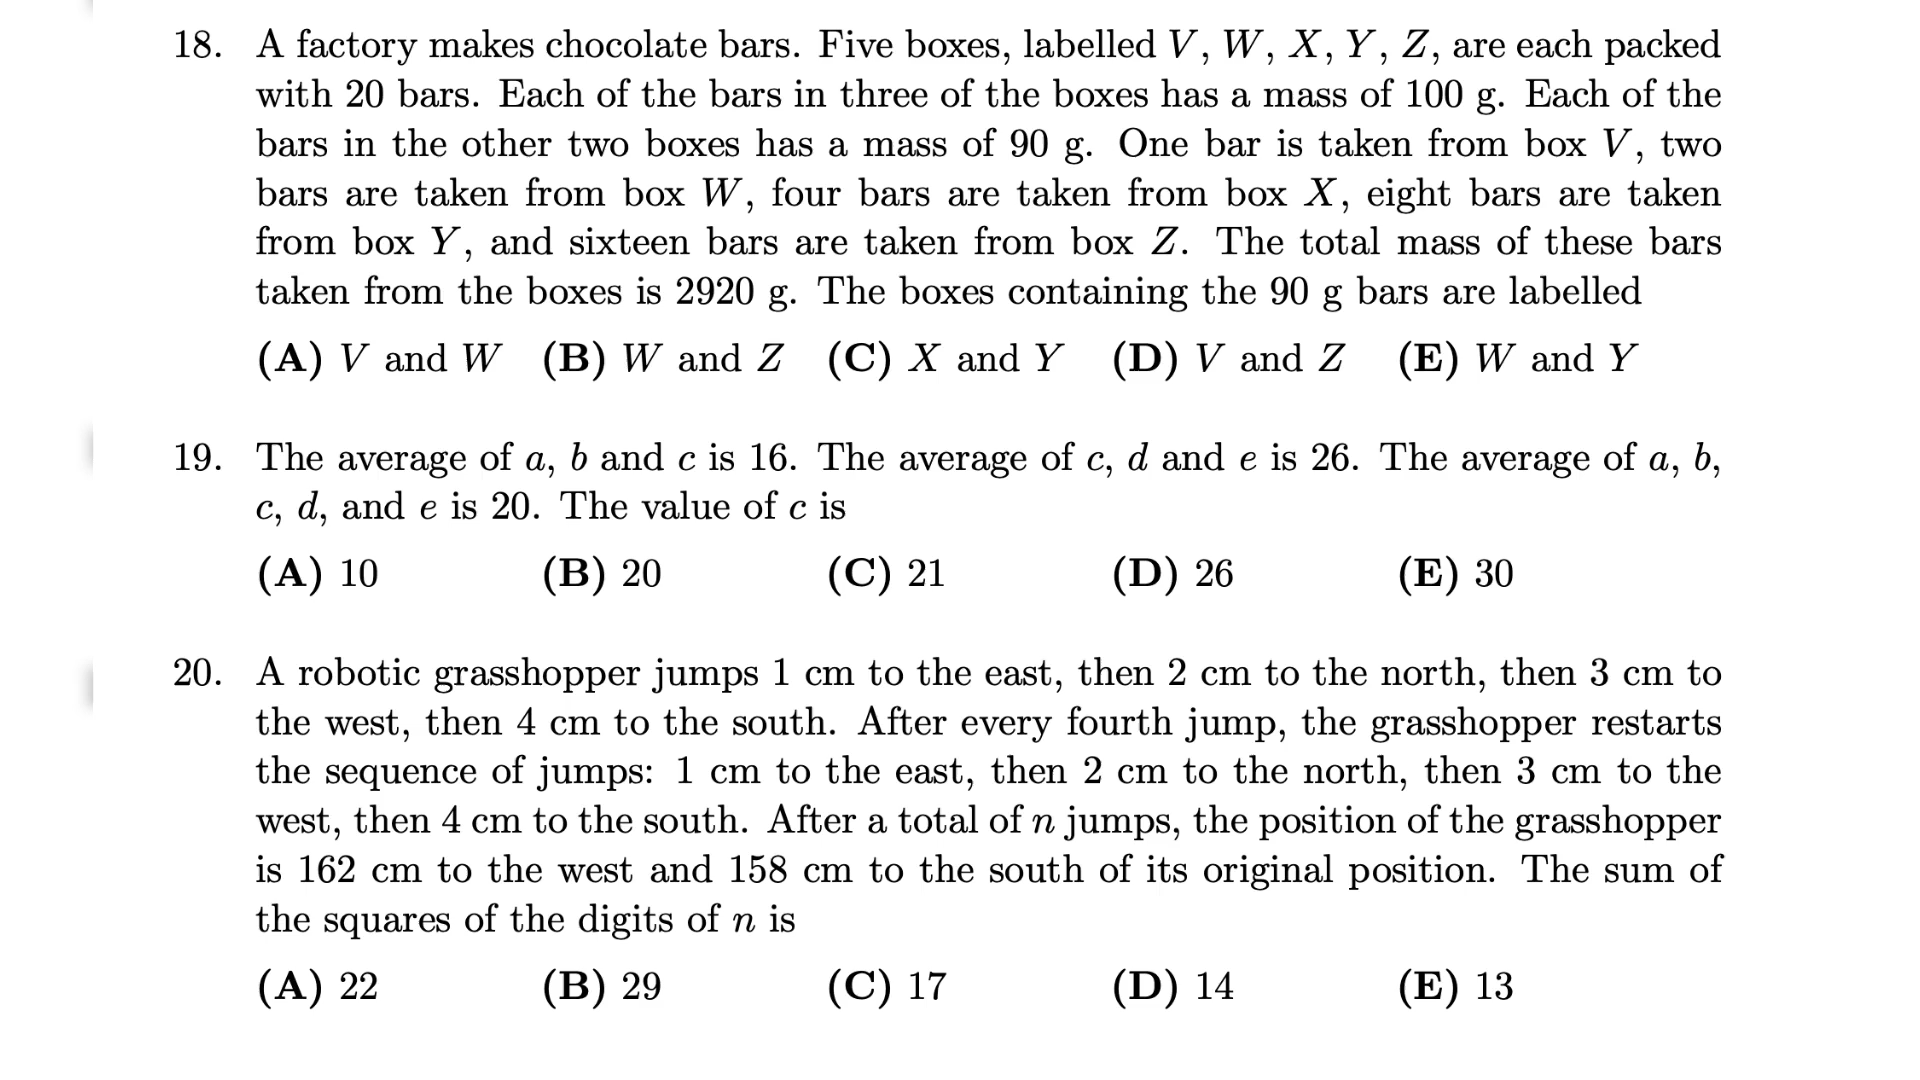 18. A factory makes chocolate bars. Five boxes, labelled V, W, X, Y, Z, are each packed
with 20 bars. Each of the bars in three of the boxes has a mass of 100 g. Each of the
bars in the other two boxes has a mass of 90 g. One bar is taken from box V, two
bars are taken from box W, four bars are taken from box X, eight bars are taken
from box Y, and sixteen bars are taken from box Z. The total mass of these bars
taken from the boxes is 2920 g. The boxes containing the 90 g bars are labelled
(A) V and W (B) W and Z (C) X and Y (D) V and Z (E) W and Y
19. The average of a, b and c is 16. The average of c, d and e is 26. The average of a, b,
c, d, and e is 20. The value of c is
(A) 10 (B) 20 (C) 21 (D) 26 (E) 30
20. A robotic grasshopper jumps 1 cm to the east, then 2 cm to the north, then 3 cm to
the west, then 4 cm to the south. After every fourth jump, the grasshopper restarts
the sequence of jumps: 1 cm to the east, then 2 cm to the north, then 3 cm to the
west, then 4 cm to the south. After a total of n jumps, the position of the grasshopper
is 162 cm to the west and 158 cm to the south of its original position. The sum of
the squares of the digits of n is
(A) 22 (B) 29 (C) 17 (D) 14 (E) 13